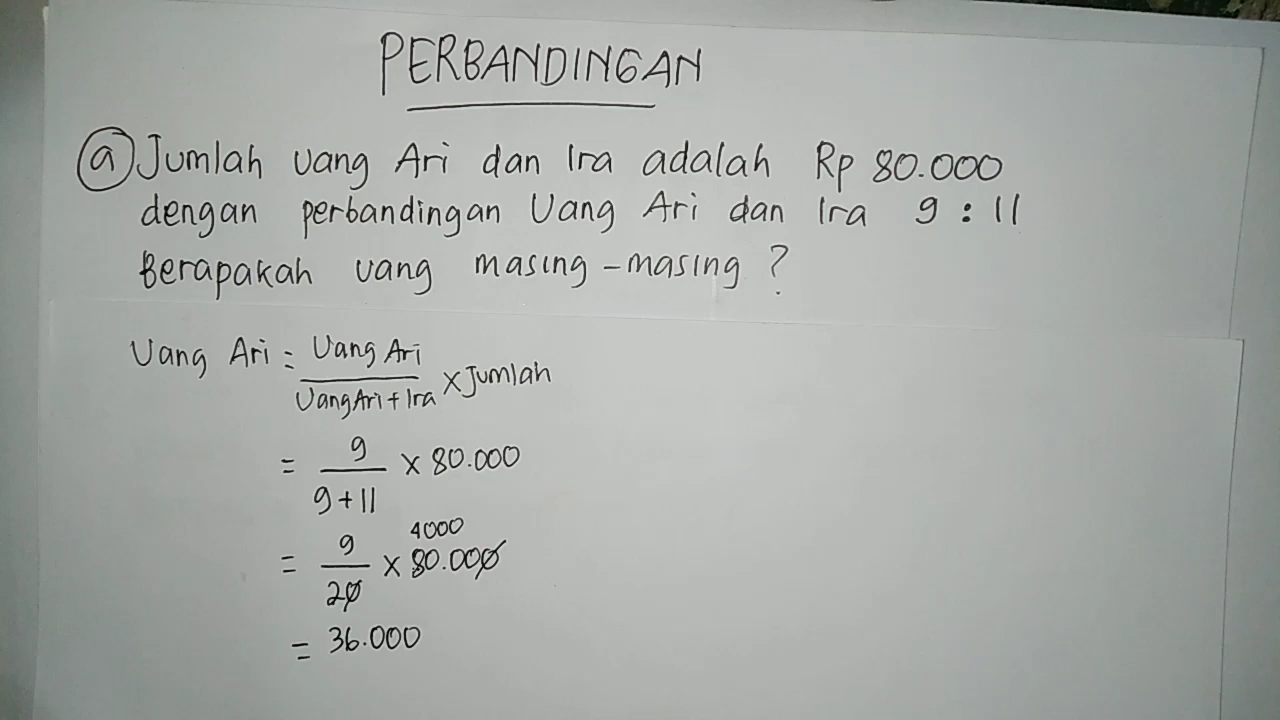 PERBANDINGAN
a Jumlah uang Ari dan Ira adalah Rp 80.000
dengan perbandingan Uang Ari dan Ira 9 : 11
Berapakah uang masing-masing ?
Uang Ari = Uang Ari
UangAri+Ira x Jumlah
= 9
9+11 x 80.000
4000
= 9
20 x 80.000
= 36.000